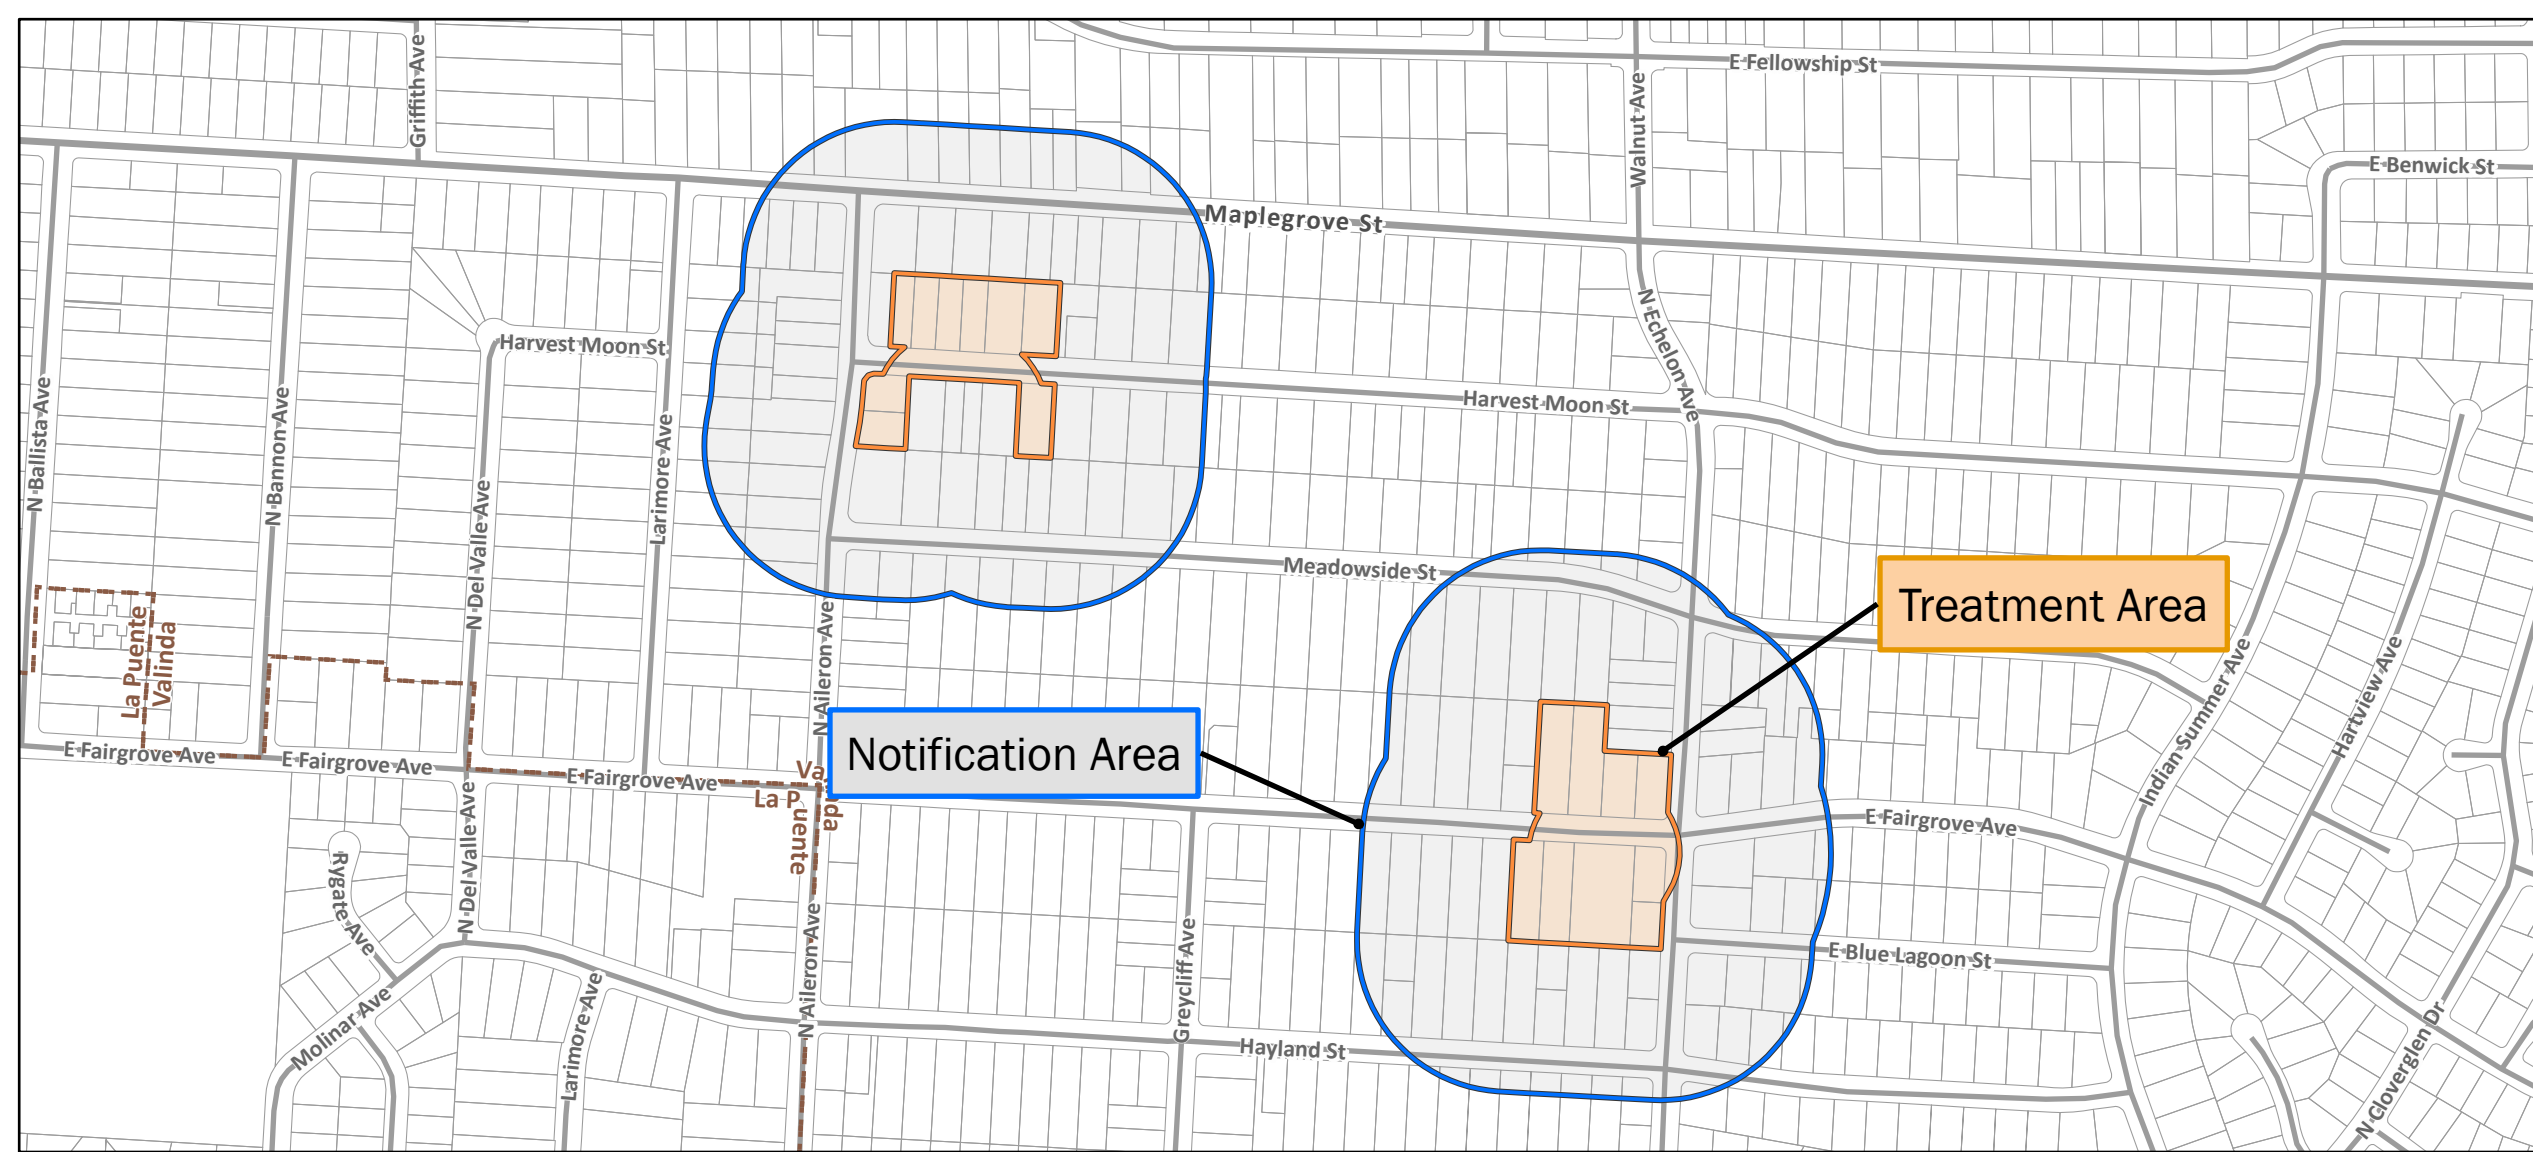 Griffith Ave
E Fellowship St
Walnut Ave
E Benwick St
Maplegrove St
Harvest Moon St
N Echelon Ave
Harvest Moon St
N Ballista Ave
N Bannon Ave
Larimore Ave
N Del Valle Ave
Meadowside St
Treatment Area
N Aileron Ave
La Puente
Valinda
Indian Summer Ave
Hartview Ave
Notification Area
E Fairgrove Ave
E Fairgrove Ave
E Fairgrove Ave
Va
nda
La P
uente
E Fairgrove Ave
N Del Valle Ave
Rygate Ave
N Aileron Ave
Greycliff Ave
E Blue Lagoon St
Molinar Ave
Larimore Ave
Hayland St
N Cloverglen Dr